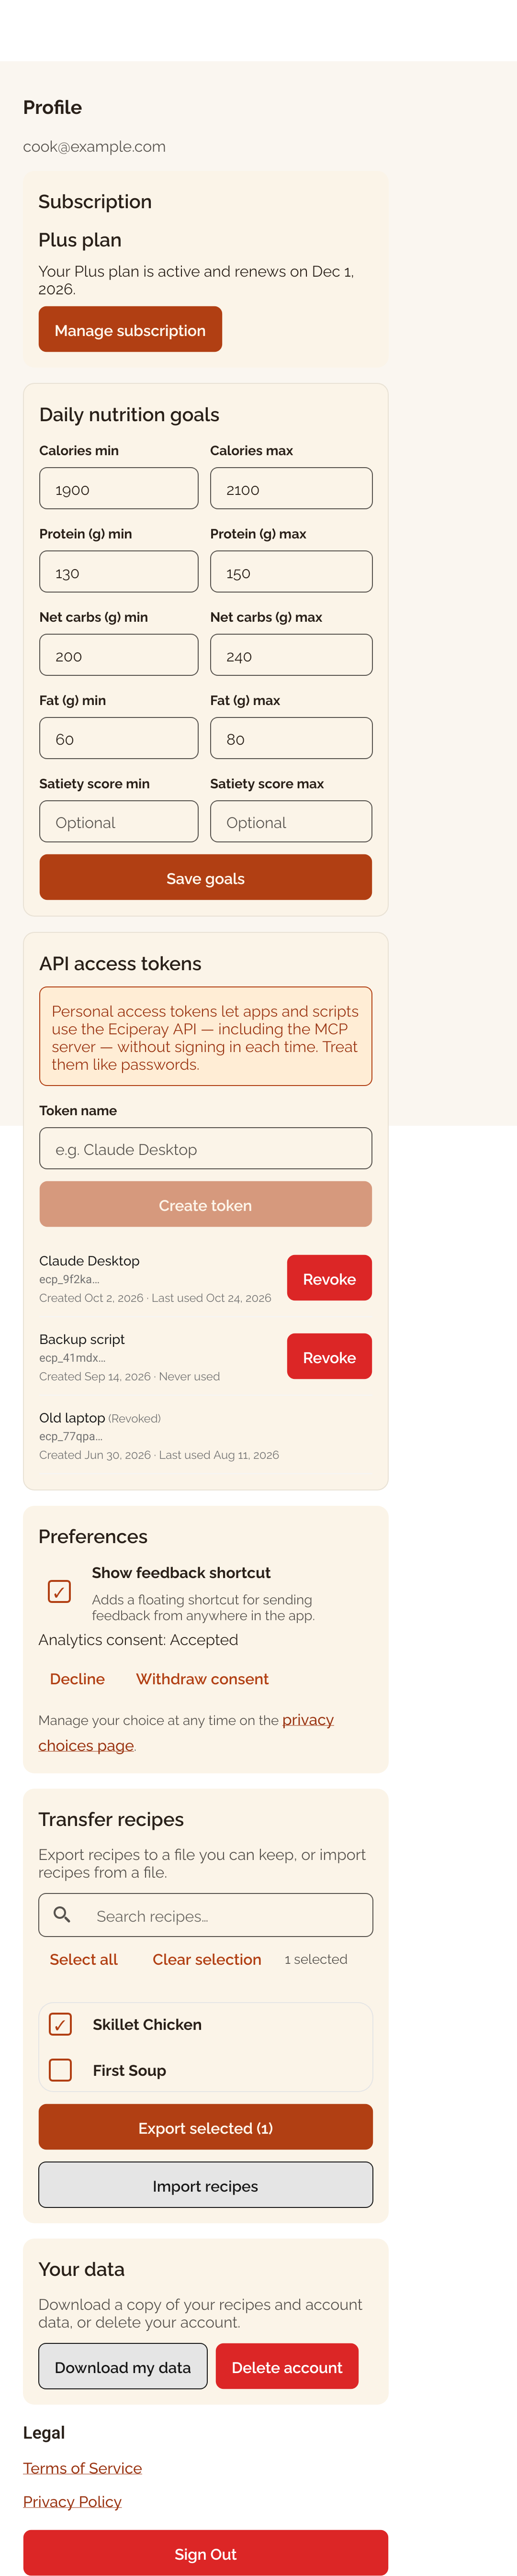 Profile
cook@example.com
Subscription
Plus plan
Your Plus plan is active and renews on Dec 1,
2026.
Manage subscription
Daily nutrition goals
Calories min
Calories max
1900
2100
Protein (g) min
Protein (g) max
130
150
Net carbs (g) min
Net carbs (g) max
200
240
Fat (g) min
Fat (g) max
60
80
Satiety score min
Satiety score max
Optional
Optional
Save goals
API access tokens
Personal access tokens let apps and scripts
use the Eciperay API — including the MCP
server — without signing in each time. Treat
them like passwords.
Token name
e.g. Claude Desktop
Create token
Claude Desktop
ecp_9f2ka…
Created Oct 2, 2026 · Last used Oct 24, 2026
Revoke
Backup script
ecp_41mdx…
Created Sep 14, 2026 · Never used
Revoke
Old laptop (Revoked)
ecp_77qpa…
Created Jun 30, 2026 · Last used Aug 11, 2026
Preferences
Show feedback shortcut
Adds a floating shortcut for sending
feedback from anywhere in the app.
Analytics consent: Accepted
Decline
Withdraw consent
Manage your choice at any time on the privacy
choices page.
Transfer recipes
Export recipes to a file you can keep, or import
recipes from a file.
Search recipes…
Select all
Clear selection
1 selected
Skillet Chicken
First Soup
Export selected (1)
Import recipes
Your data
Download a copy of your recipes and account
data, or delete your account.
Download my data
Delete account
Legal
Terms of Service
Privacy Policy
Sign Out